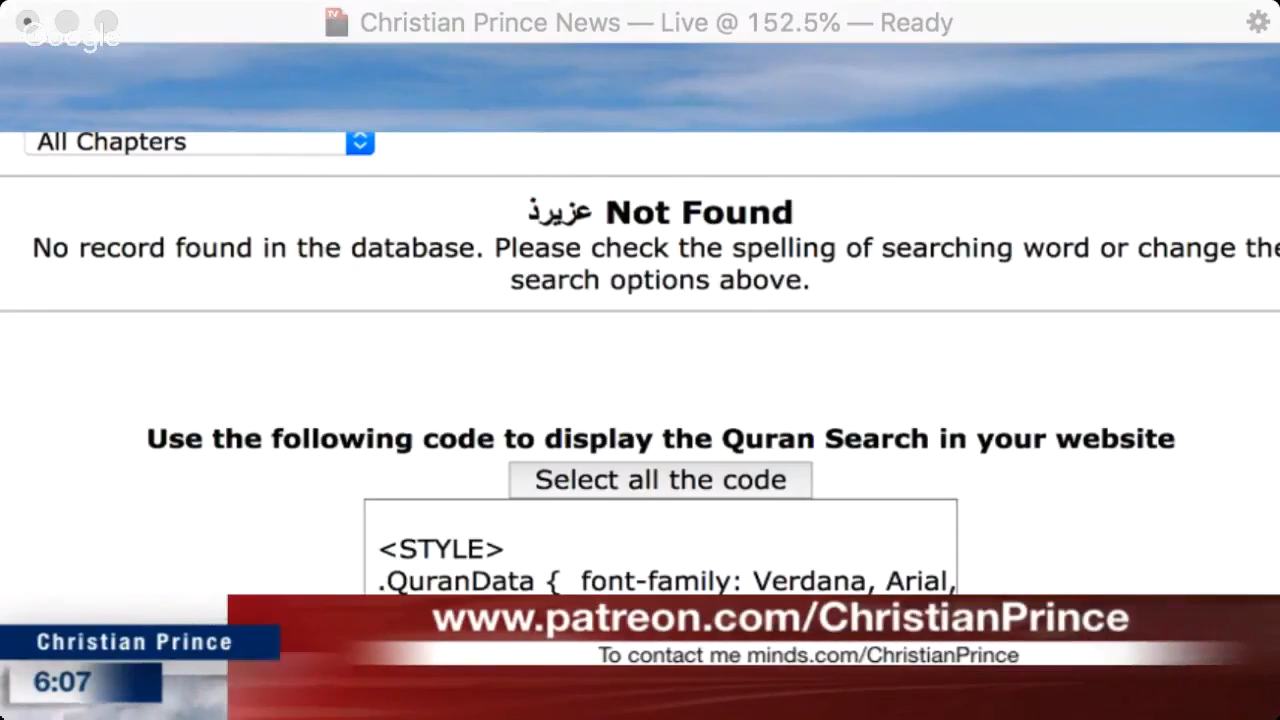 Christian Prince News — Live @ 152.5% — Ready
Google
All Chapters
عزيرذ Not Found
No record found in the database. Please check the spelling of searching word or change the
search options above.
Use the following code to display the Quran Search in your website
Select all the code
<STYLE>
.QuranData { font-family: Verdana, Arial,
www.patreon.com/ChristianPrince
Christian Prince
To contact me minds.com/ChristianPrince
6:07